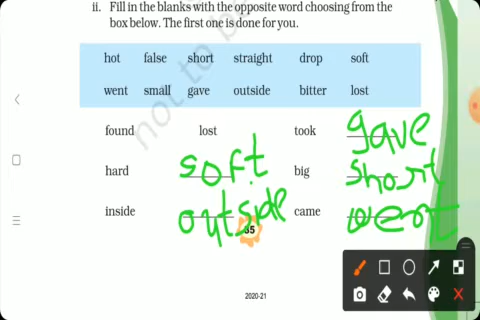 ii. Fill in the blanks with the opposite word choosing from the
box below. The first one is done for you.
hot false short straight drop soft
went small gave outside bitter lost
found lost took gave
hard soft big short
inside outside came went
2020-21